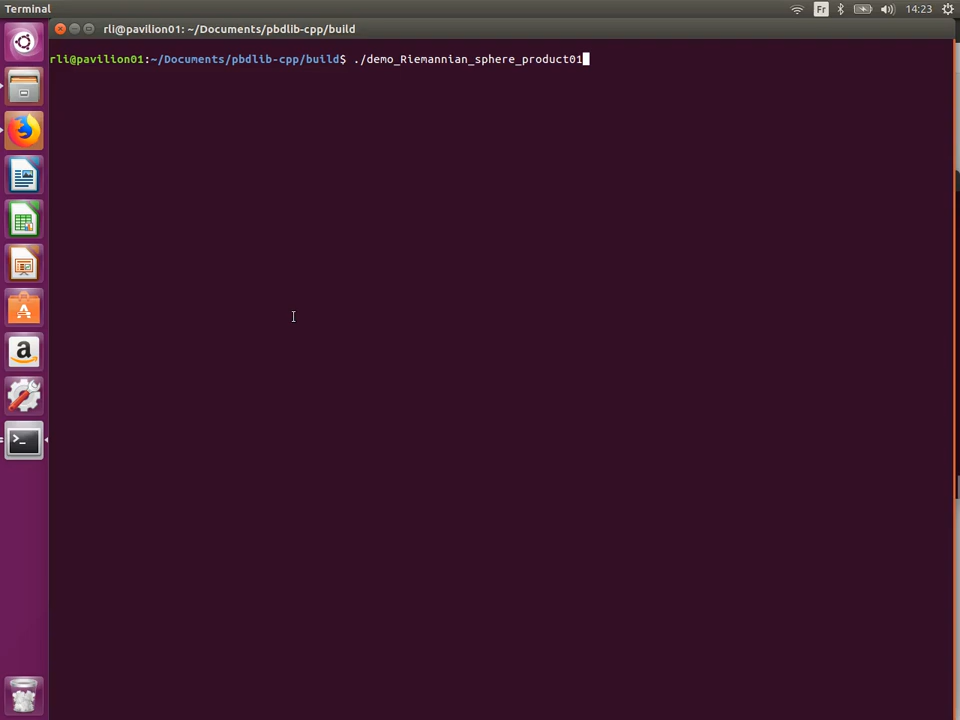 Terminal
Fr
14:23
rli@pavilion01: ~/Documents/pbdlib-cpp/build
rli@pavilion01:~/Documents/pbdlib-cpp/build$ ./demo_Riemannian_sphere_product01